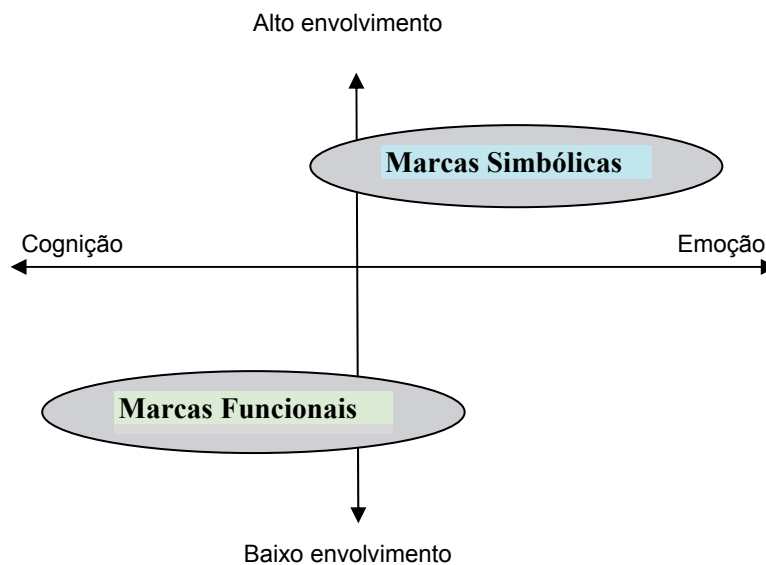 Alto envolvimento
Marcas Simbólicas
Cognição
Emoção
Marcas Funcionais
Baixo envolvimento